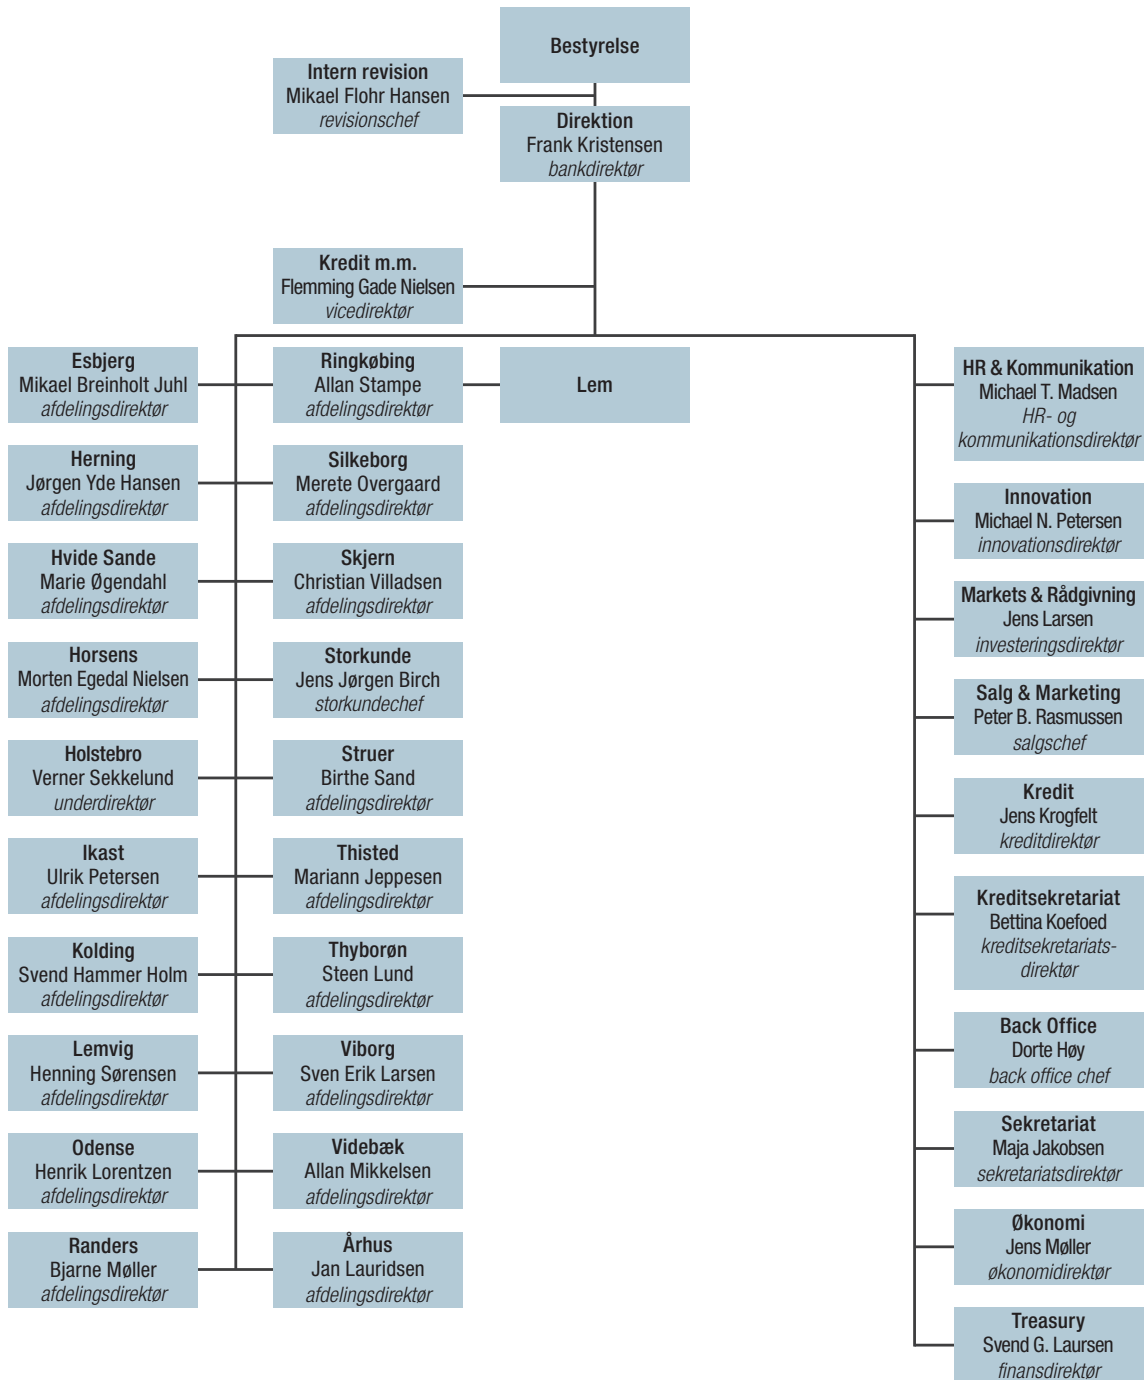 Bestyrelse
Intern revision
Mikael Flohr Hansen
revisionschef
Direktion
Frank Kristensen
bankdirektør
Kredit m.m.
Flemming Gade Nielsen
vicedirektør
Esbjerg
Mikael Breinholt Juhl
afdelingsdirektør
Ringkøbing
Allan Stampe
afdelingsdirektør
Lem
Herning
Jørgen Yde Hansen
afdelingsdirektør
Silkeborg
Merete Overgaard
afdelingsdirektør
Hvide Sande
Marie Øgendahl
afdelingsdirektør
Skjern
Christian Villadsen
afdelingsdirektør
Horsens
Morten Egedal Nielsen
afdelingsdirektør
Storkunde
Jens Jørgen Birch
storkundechef
Holstebro
Verner Sekkelund
underdirektør
Struer
Birthe Sand
afdelingsdirektør
Ikast
Ulrik Petersen
afdelingsdirektør
Thisted
Mariann Jeppesen
afdelingsdirektør
Kolding
Svend Hammer Holm
afdelingsdirektør
Thyborøn
Steen Lund
afdelingsdirektør
Lemvig
Henning Sørensen
afdelingsdirektør
Viborg
Sven Erik Larsen
afdelingsdirektør
Odense
Henrik Lorentzen
afdelingsdirektør
Videbæk
Allan Mikkelsen
afdelingsdirektør
Randers
Bjarne Møller
afdelingsdirektør
Århus
Jan Lauridsen
afdelingsdirektør
HR & Kommunikation
Michael T. Madsen
HR- og
kommunikationsdirektør
Innovation
Michael N. Petersen
innovationsdirektør
Markets & Rådgivning
Jens Larsen
investeringsdirektør
Salg & Marketing
Peter B. Rasmussen
salgschef
Kredit
Jens Krogfelt
kreditdirektør
Kreditsekretariat
Bettina Koefoed
kreditsekretariats-
direktør
Back Office
Dorte Høy
back office chef
Sekretariat
Maja Jakobsen
sekretariatsdirektør
Økonomi
Jens Møller
økonomidirektør
Treasury
Svend G. Laursen
finansdirektør